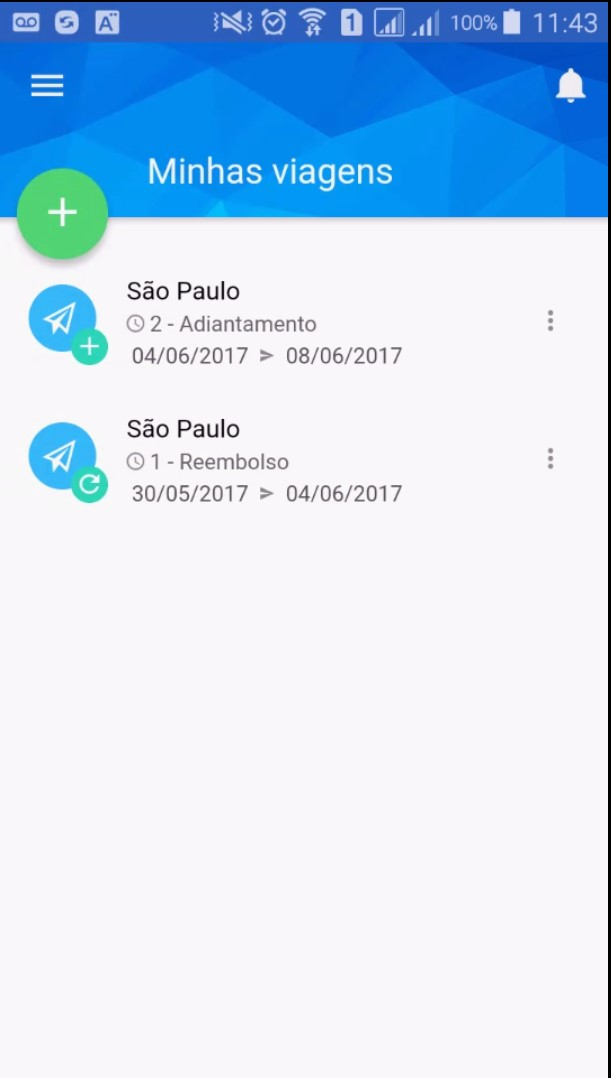 1 100% 11:43
Minhas viagens
São Paulo
2 - Adiantamento
04/06/2017 08/06/2017
São Paulo
1 - Reembolso
30/05/2017 04/06/2017